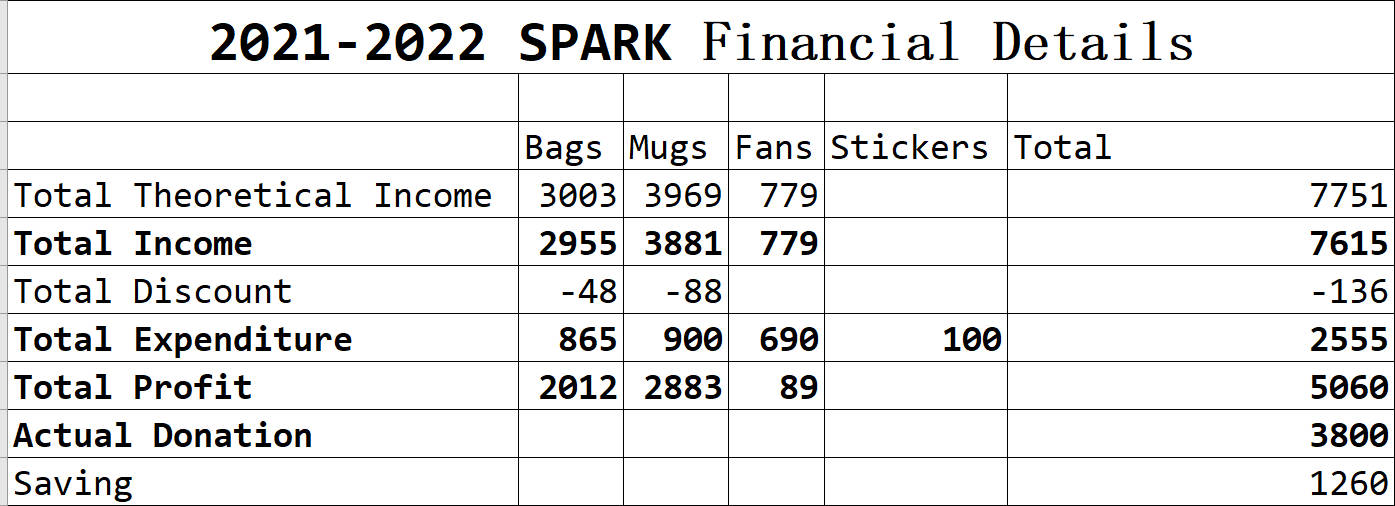 2021-2022 SPARK Financial Details
Bags Mugs Fans Stickers Total
Total Theoretical Income 3003 3969 779 7751
Total Income 2955 3881 779 7615
Total Discount -48 -88 -136
Total Expenditure 865 900 690 100 2555
Total Profit 2012 2883 89 5060
Actual Donation 3800
Saving 1260